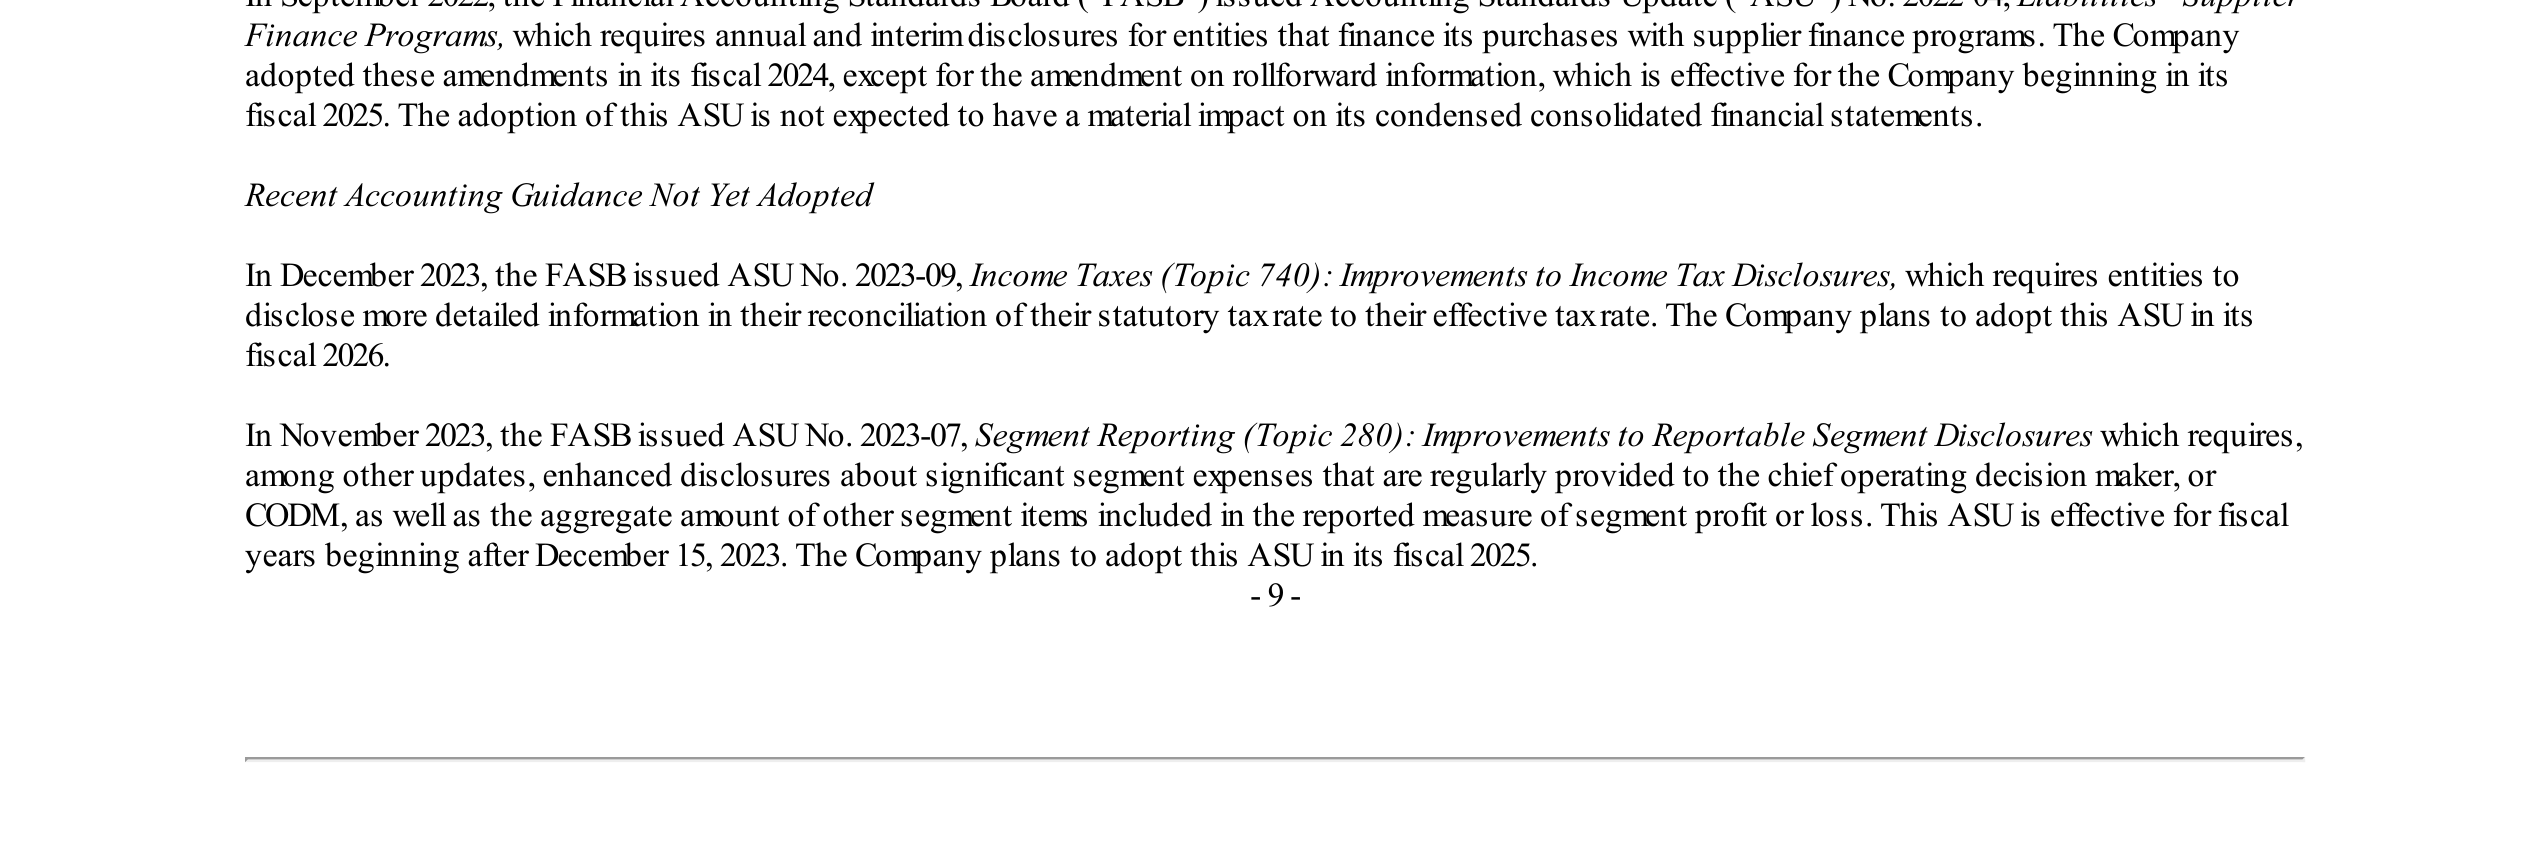 In September 2022, the Financial Accounting Standards Board ("FASB") issued Accounting Standards Update ("ASU") No. 2022-04, Liabilities - Supplier
Finance Programs, which requires annual and interim disclosures for entities that finance its purchases with supplier finance programs. The Company
adopted these amendments in its fiscal 2024, except for the amendment on rollforward information, which is effective for the Company beginning in its
fiscal 2025. The adoption of this ASU is not expected to have a material impact on its condensed consolidated financial statements.
Recent Accounting Guidance Not Yet Adopted
In December 2023, the FASB issued ASU No. 2023-09, Income Taxes (Topic 740): Improvements to Income Tax Disclosures, which requires entities to
disclose more detailed information in their reconciliation of their statutory tax rate to their effective tax rate. The Company plans to adopt this ASU in its
fiscal 2026.
In November 2023, the FASB issued ASU No. 2023-07, Segment Reporting (Topic 280): Improvements to Reportable Segment Disclosures which requires,
among other updates, enhanced disclosures about significant segment expenses that are regularly provided to the chief operating decision maker, or
CODM, as well as the aggregate amount of other segment items included in the reported measure of segment profit or loss. This ASU is effective for fiscal
years beginning after December 15, 2023. The Company plans to adopt this ASU in its fiscal 2025.
- 9 -